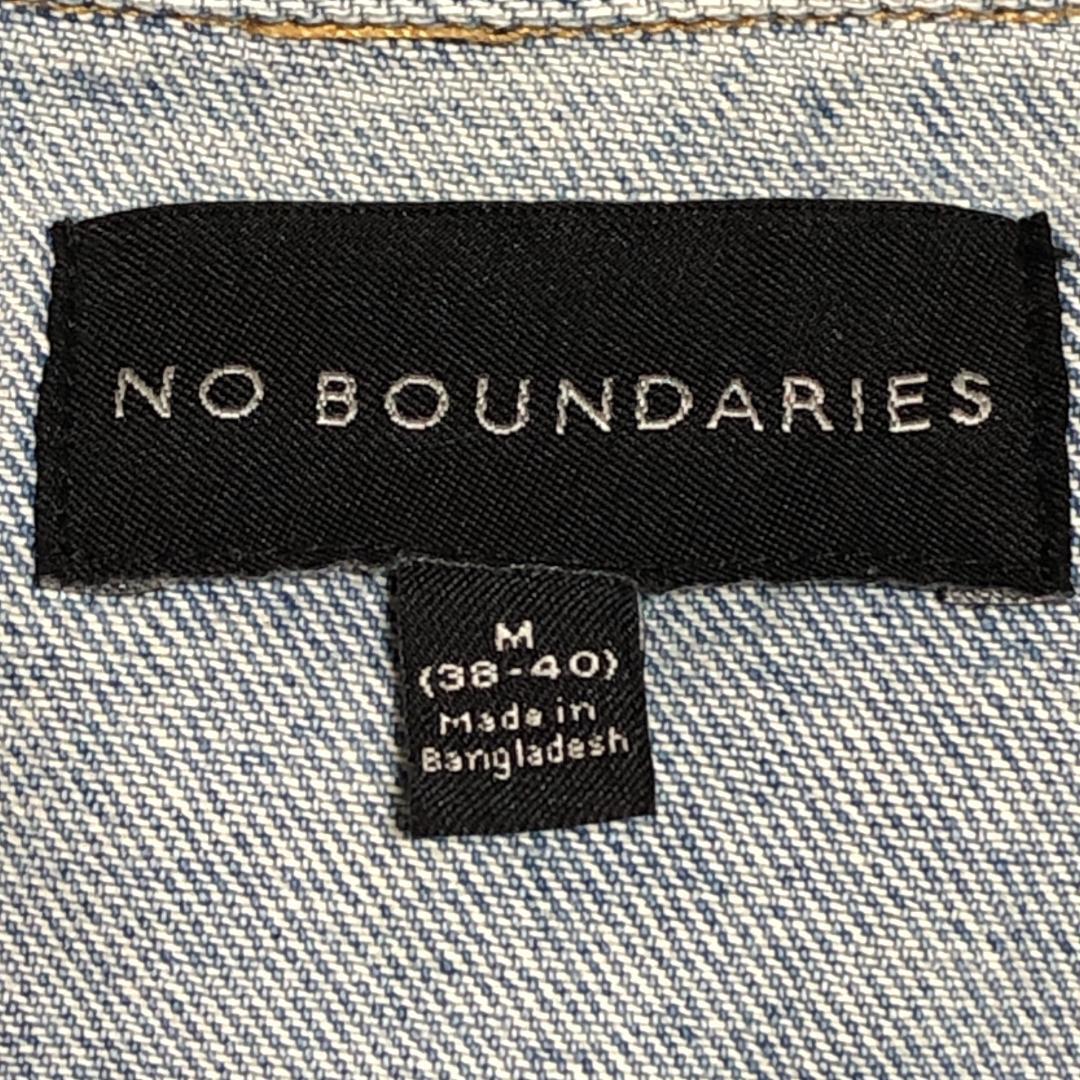 NO BOUNDARIES
M
(38-40)
Made in
Bangladesh